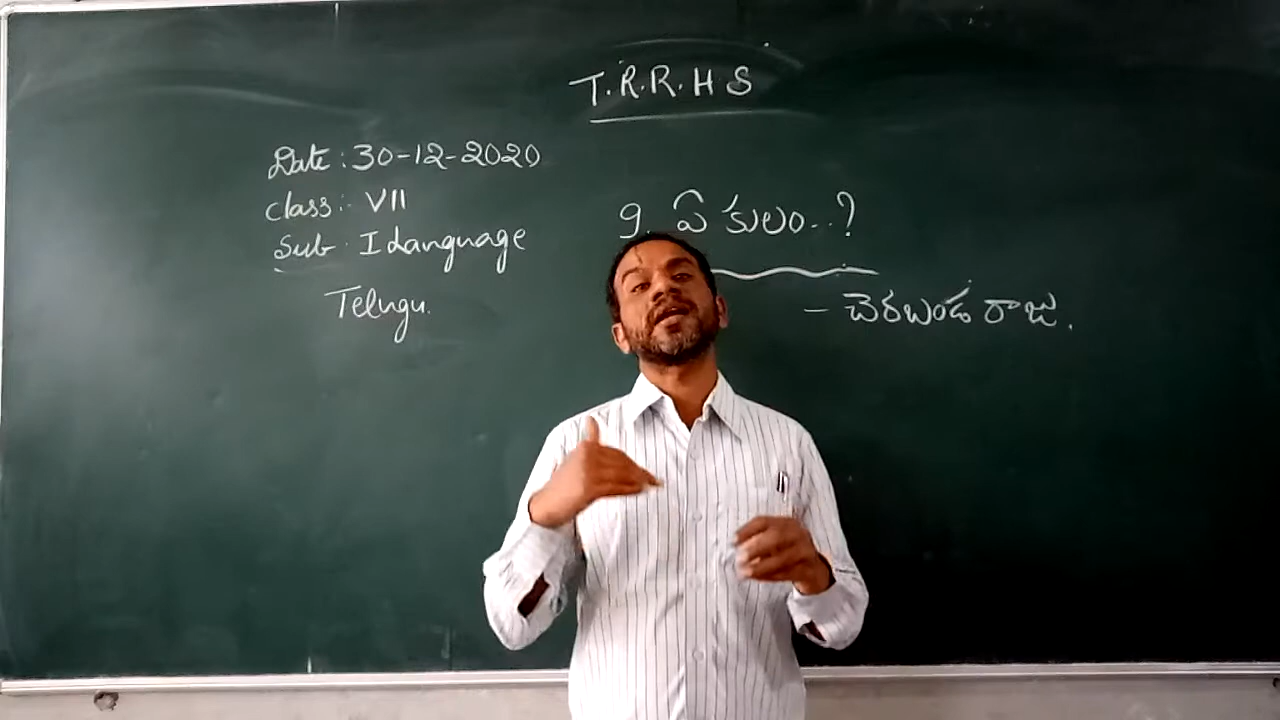 T.R.R.H S
Date : 30-12-2020
Class : VII
Sub : I Language
Telugu.
9. ఏ కులం..?
- చెరబండ రాజు.